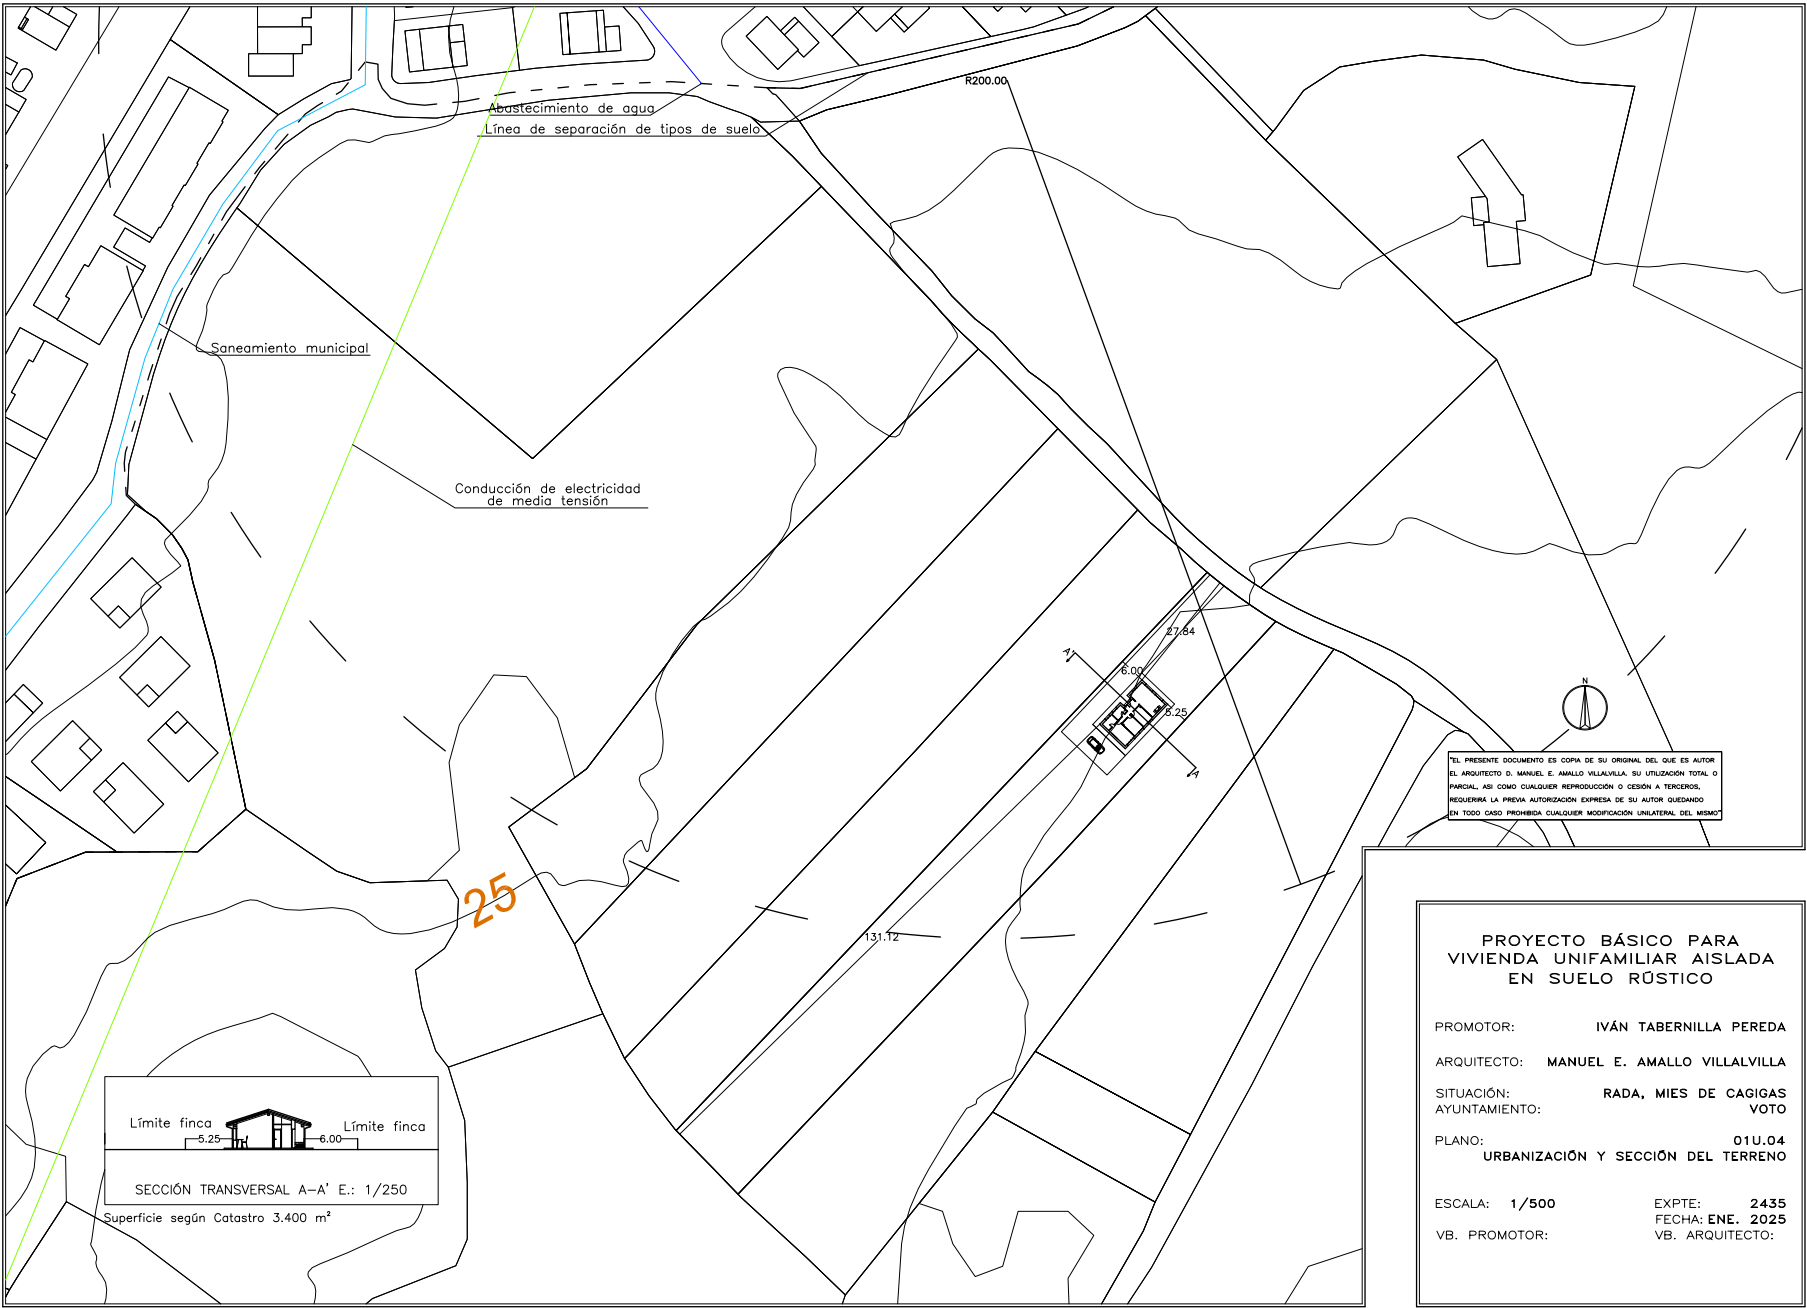 R200.00
Abastecimiento de agua
Línea de separación de tipos de suelo
Saneamiento municipal
Conducción de electricidad
de media tensión
27.84
A'
6.00
5.25
A
N
"EL PRESENTE DOCUMENTO ES COPIA DE SU ORIGINAL DEL QUE ES AUTOR
EL ARQUITECTO D. MANUEL E. AMALLO VILLALVILLA. SU UTILIZACIÓN TOTAL O
PARCIAL, ASI COMO CUALQUIER REPRODUCCIÓN O CESIÓN A TERCEROS,
REQUERIRÁ LA PREVIA AUTORIZACIÓN EXPRESA DE SU AUTOR QUEDANDO
EN TODO CASO PROHIBIDA CUALQUIER MODIFICACIÓN UNILATERAL DEL MISMO"
25
131.12
PROYECTO BÁSICO PARA
VIVIENDA UNIFAMILIAR AISLADA
EN SUELO RÚSTICO
PROMOTOR: IVÁN TABERNILLA PEREDA
ARQUITECTO: MANUEL E. AMALLO VILLALVILLA
SITUACIÓN: RADA, MIES DE CAGIGAS
AYUNTAMIENTO: VOTO
PLANO: 01U.04
URBANIZACIÓN Y SECCIÓN DEL TERRENO
ESCALA: 1/500 EXPTE: 2435
FECHA: ENE. 2025
VB. PROMOTOR: VB. ARQUITECTO:
Límite finca Límite finca
5.25 6.00
SECCIÓN TRANSVERSAL A-A' E.: 1/250
Superficie según Catastro 3.400 m²